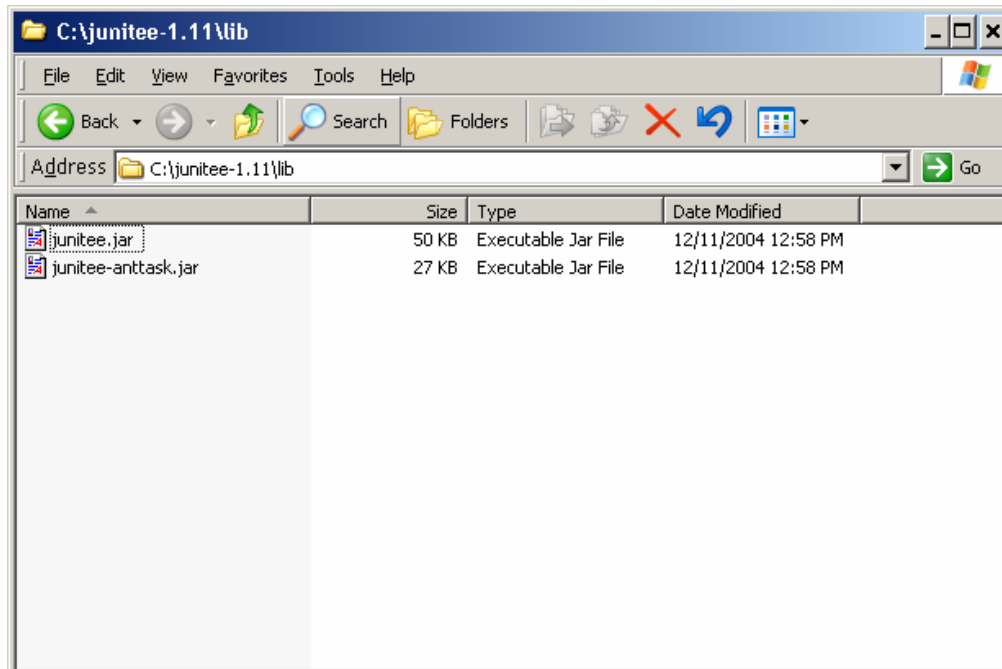 C:\junitee-1.11\lib
File Edit View Favorites Tools Help
Back Search Folders
Address C:\junitee-1.11\lib Go
Name Size Type Date Modified
junitee.jar 50 KB Executable Jar File 12/11/2004 12:58 PM
junitee-anttask.jar 27 KB Executable Jar File 12/11/2004 12:58 PM